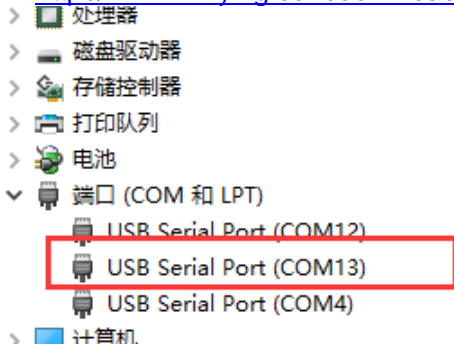 处理器
磁盘驱动器
存储控制器
打印队列
电池
端口 (COM 和 LPT)
USB Serial Port (COM12)
USB Serial Port (COM13)
USB Serial Port (COM4)
计算机